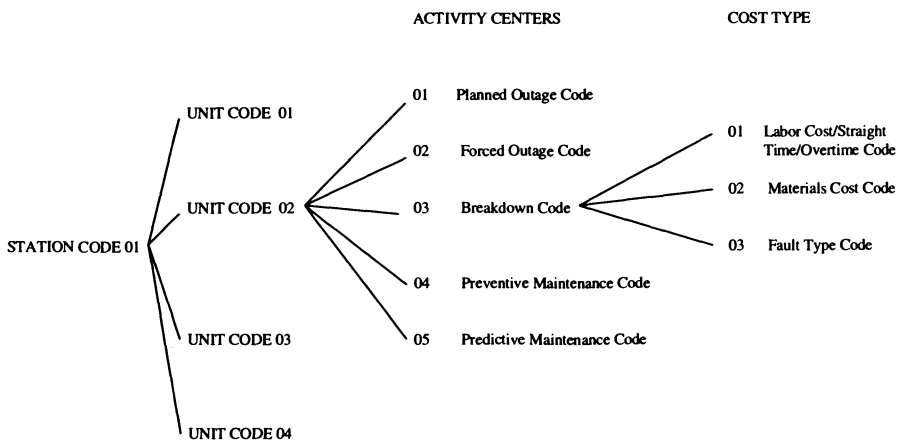 ACTIVITY CENTERS
COST TYPE
01 Planned Outage Code
UNIT CODE 01
01 Labor Cost/Straight
Time/Overtime Code
02 Forced Outage Code
02 Materials Cost Code
UNIT CODE 02
03 Breakdown Code
STATION CODE 01
03 Fault Type Code
04 Preventive Maintenance Code
UNIT CODE 03
05 Predictive Maintenance Code
UNIT CODE 04